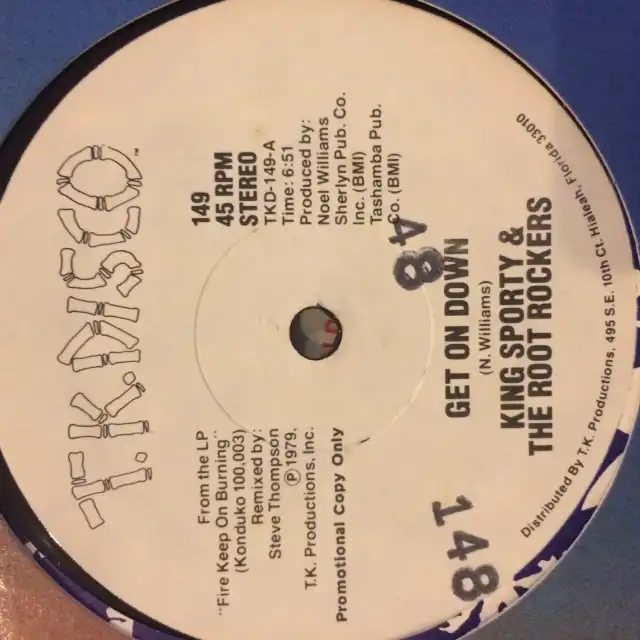 T.K. DISCO™
From the LP
"Fire Keep On Burning"
(Konduko 100,003)
Remixed by:
Steve Thompson
Ⓟ1979,
T.K. Productions, Inc.
Promotional Copy Only
149
45 RPM
STEREO
TKD-149-A
Time: 6:51
Produced by:
Noel Williams
Sherlyn Pub. Co.
Inc. (BMI)
Tashamba Pub.
Co. (BMI)
48
148
GET ON DOWN
(N. Williams)
KING SPORTY &
THE ROOT ROCKERS
Distributed By T.K. Productions, 495 S.E. 10th Ct. Hialeah, Florida 33010